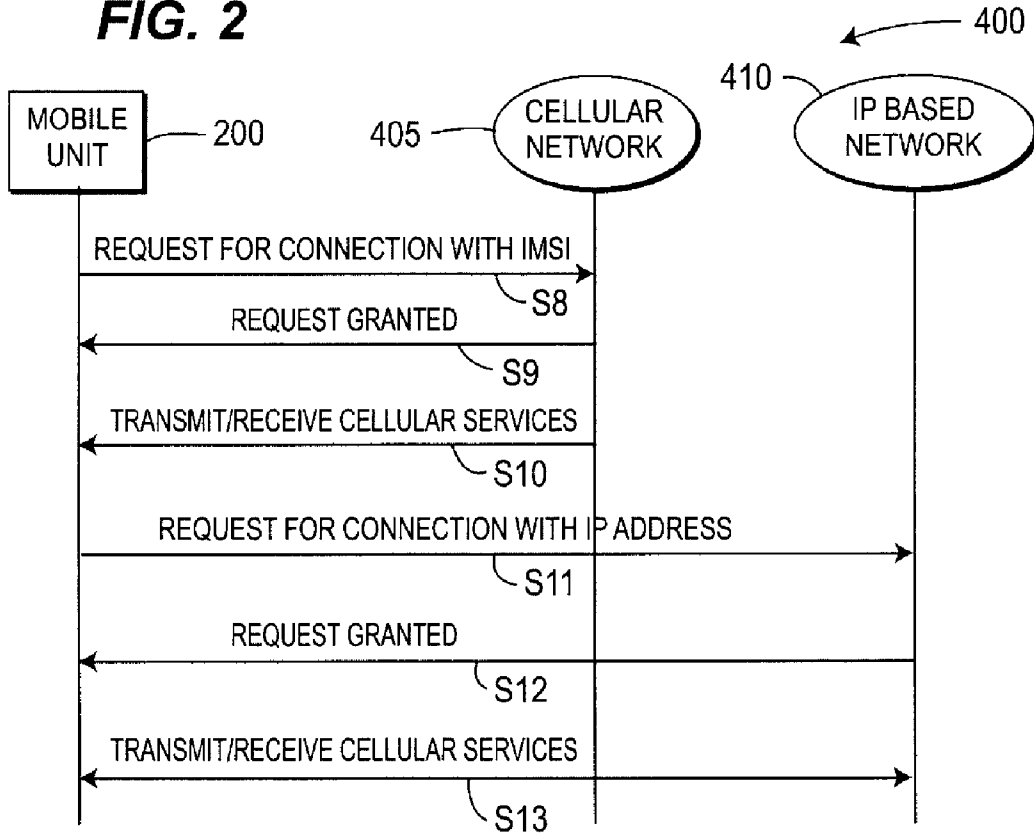 FIG. 2
400
MOBILE
UNIT
200
405
CELLULAR
NETWORK
410
IP BASED
NETWORK
REQUEST FOR CONNECTION WITH IMSI
S8
REQUEST GRANTED
S9
TRANSMIT/RECEIVE CELLULAR SERVICES
S10
REQUEST FOR CONNECTION WITH IP ADDRESS
S11
REQUEST GRANTED
S12
TRANSMIT/RECEIVE CELLULAR SERVICES
S13